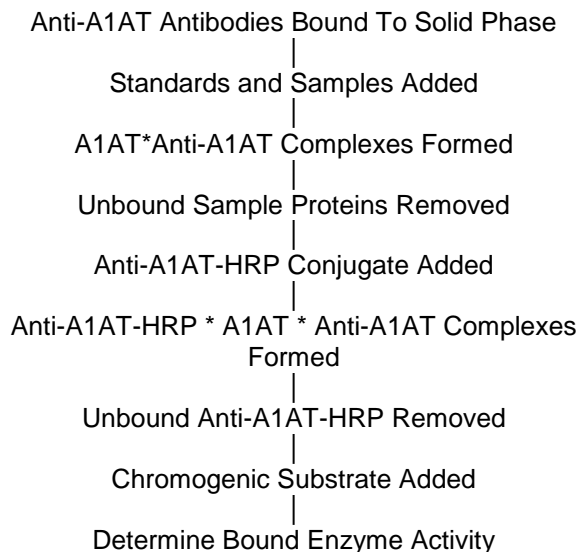 Anti-A1AT Antibodies Bound To Solid Phase
Standards and Samples Added
A1AT*Anti-A1AT Complexes Formed
Unbound Sample Proteins Removed
Anti-A1AT-HRP Conjugate Added
Anti-A1AT-HRP * A1AT * Anti-A1AT Complexes
Formed
Unbound Anti-A1AT-HRP Removed
Chromogenic Substrate Added
Determine Bound Enzyme Activity